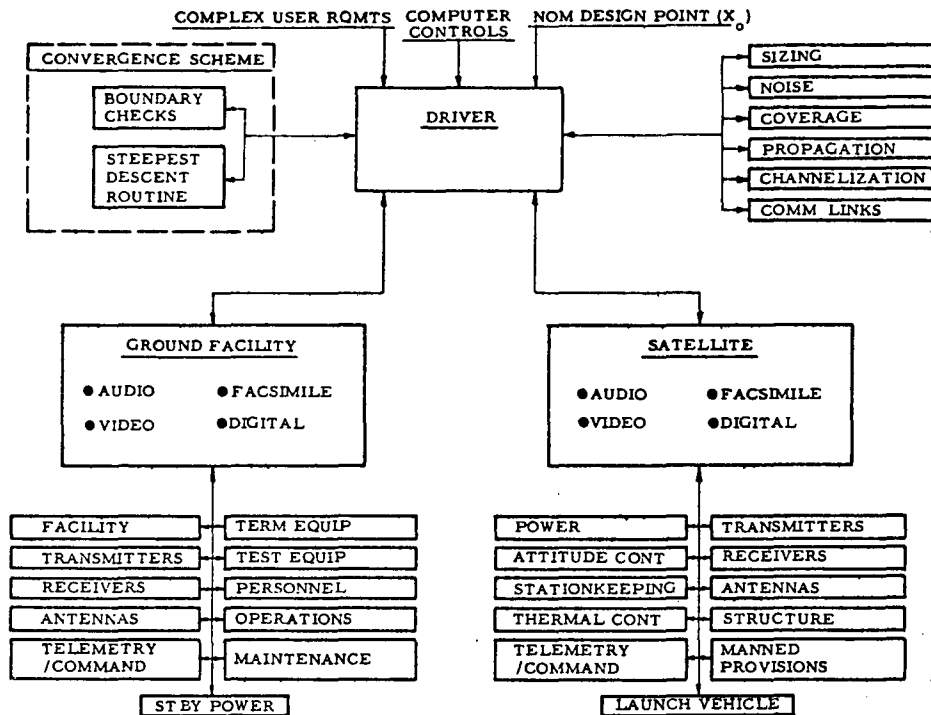 COMPLEX USER RQMTS
COMPUTER
CONTROLS
NOM DESIGN POINT (X
o
)
CONVERGENCE SCHEME
BOUNDARY
CHECKS
STEEPEST
DESCENT
ROUTINE
DRIVER
SIZING
NOISE
COVERAGE
PROPAGATION
CHANNELIZATION
COMM LINKS
GROUND FACILITY
● AUDIO
● FACSIMILE
● VIDEO
● DIGITAL
SATELLITE
● AUDIO
● FACSIMILE
● VIDEO
● DIGITAL
FACILITY
TERM EQUIP
TRANSMITTERS
TEST EQUIP
RECEIVERS
PERSONNEL
ANTENNAS
OPERATIONS
TELEMETRY
/COMMAND
MAINTENANCE
STBY POWER
POWER
TRANSMITTERS
ATTITUDE CONT
RECEIVERS
STATIONKEEPING
ANTENNAS
THERMAL CONT
STRUCTURE
TELEMETRY
/COMMAND
MANNED
PROVISIONS
LAUNCH VEHICLE